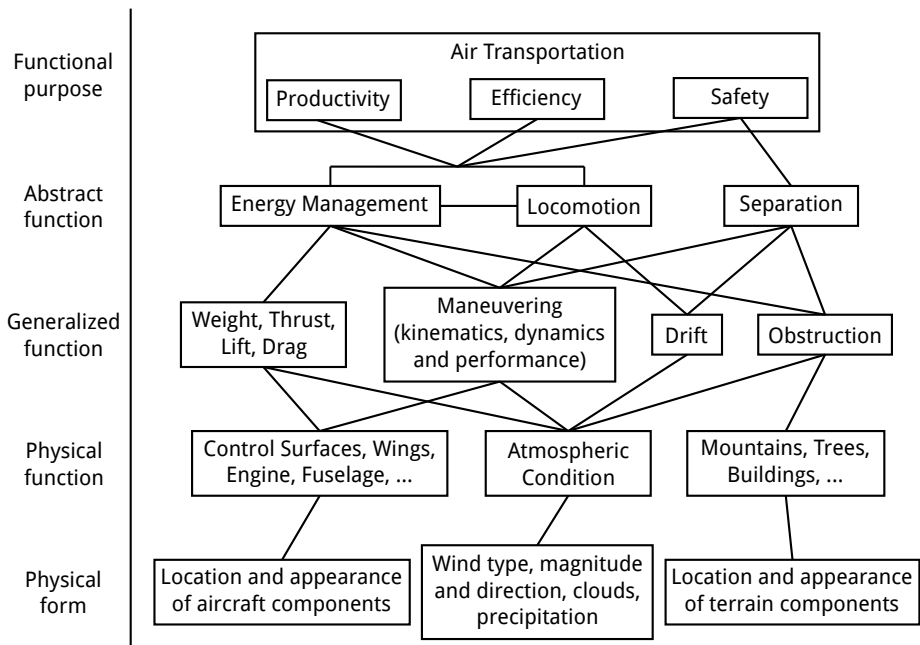 Functional
purpose
Air Transportation
Productivity
Efficiency
Safety
Abstract
function
Energy Management
Locomotion
Separation
Generalized
function
Weight, Thrust,
Lift, Drag
Maneuvering
(kinematics, dynamics
and performance)
Drift
Obstruction
Physical
function
Control Surfaces, Wings,
Engine, Fuselage, ...
Atmospheric
Condition
Mountains, Trees,
Buildings, ...
Physical
form
Location and appearance
of aircraft components
Wind type, magnitude
and direction, clouds,
precipitation
Location and appearance
of terrain components